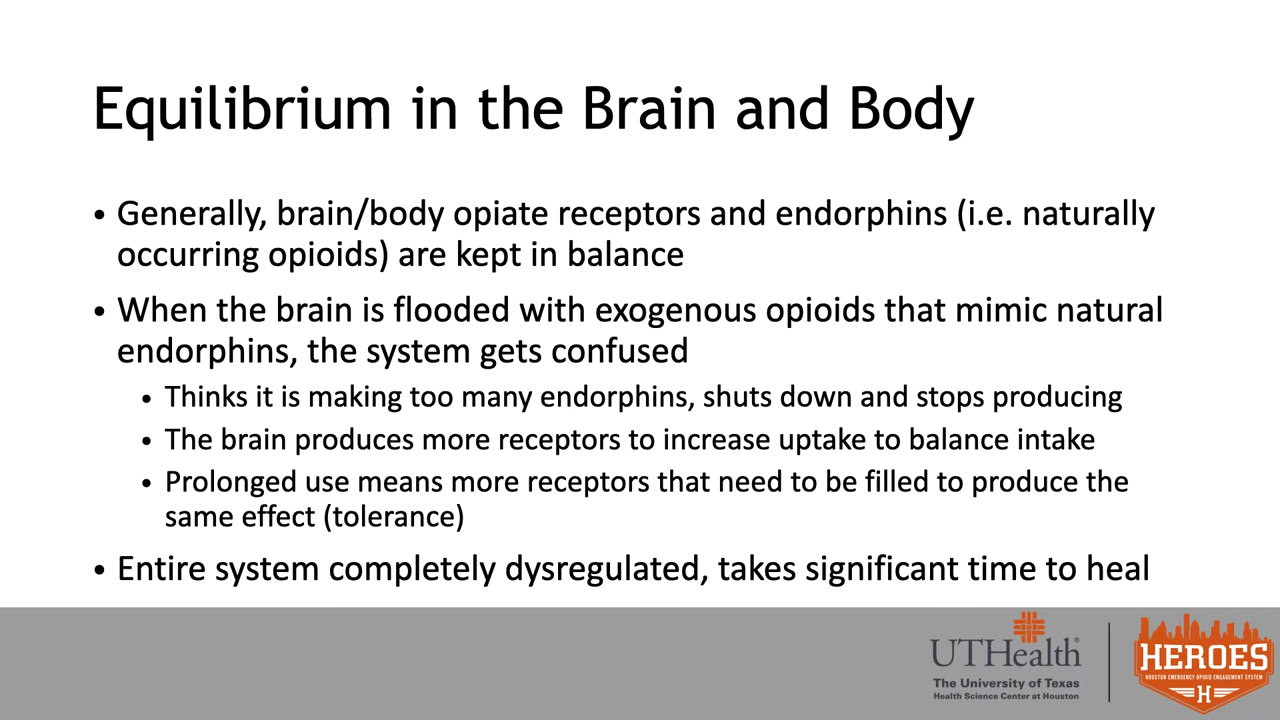 Equilibrium in the Brain and Body
• Generally, brain/body opiate receptors and endorphins (i.e. naturally
occurring opioids) are kept in balance
• When the brain is flooded with exogenous opioids that mimic natural
endorphins, the system gets confused
• Thinks it is making too many endorphins, shuts down and stops producing
• The brain produces more receptors to increase uptake to balance intake
• Prolonged use means more receptors that need to be filled to produce the
same effect (tolerance)
• Entire system completely dysregulated, takes significant time to heal
UTHealth®
The University of Texas
Health Science Center at Houston
HEROES
HOUSTON EMERGENCY OPIOID ENGAGEMENT SYSTEM
H